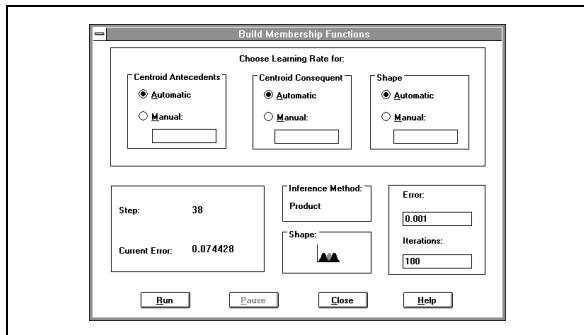 Build Membership Functions
Choose Learning Rate for:
Centroid Antecedents
Automatic
Manual:
Centroid Consequent
Automatic
Manual:
Shape
Automatic
Manual:
Step: 38
Current Error: 0.074428
Inference Method:
Product
Shape:
Error:
0.001
Iterations:
100
Run Pause Close Help